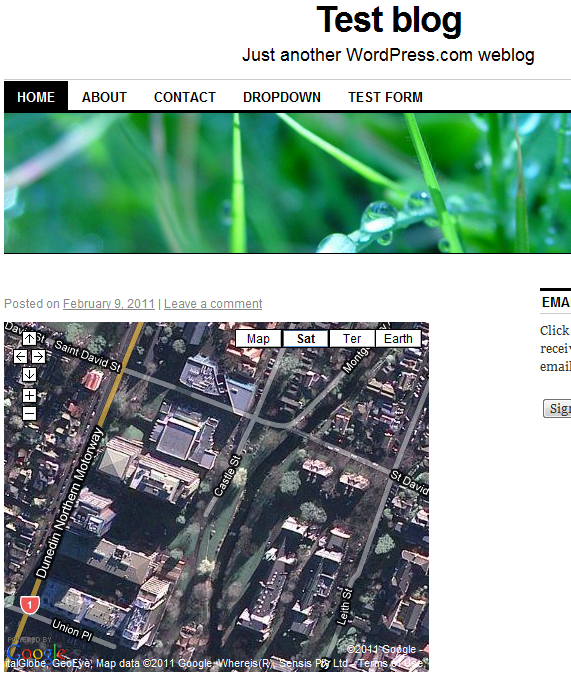 Test blog
Just another WordPress.com weblog
HOME ABOUT CONTACT DROPDOWN TEST FORM
Posted on February 9, 2011 | Leave a comment
EMA
Click
recei
email
Sign
Map Sat Ter Earth
David St
Saint David St
Montg
Castle St
St David
Dunedin Northern Motorway
Leith St
1
Union Pl
POWERED BY
Google
©2011 Google -
italGlobe, GeoEye, Map data ©2011 Google, Whereis(R), Sensis Pty Ltd - Terms of Use